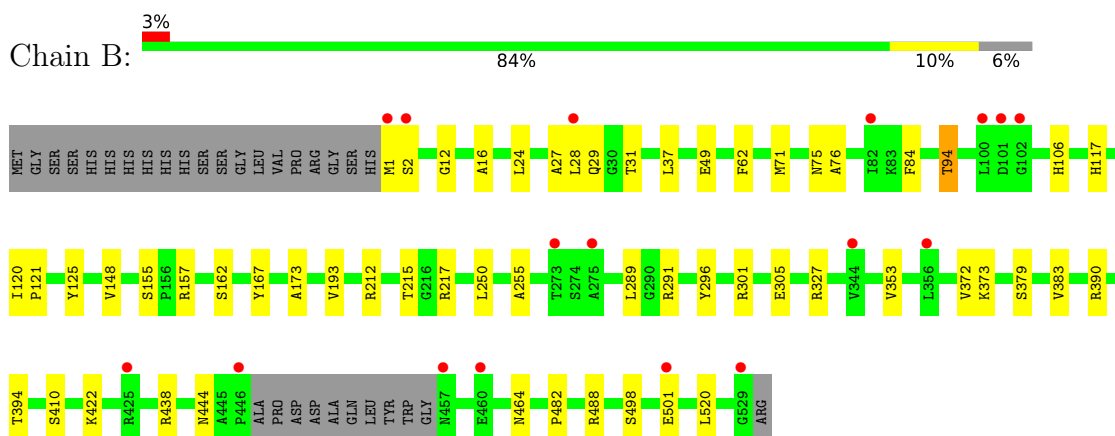 3%
Chain B:
84% 10% 6%
MET GLY SER SER HIS HIS HIS HIS HIS HIS SER SER GLY LEU VAL PRO ARG GLY SER HIS M1 S2 G12 A16 L24 A27 L28 Q29 G30 T31 L37 E49 F62 M71 N75 A76 I82 K83 F84 T94 L100 D101 G102 H106 H117
I120 P121 Y125 V148 S155 P156 R157 S162 Y167 A173 V193 R212 T215 G216 R217 L250 A255 T273 S274 A275 L289 G290 R291 Y296 R301 E305 R327 V344 V353 L356 V372 K373 S379 V383 R390
T394 S410 K422 R425 R438 N444 A445 P446 ALA PRO ASP ASP ALA GLN LEU TYR TRP GLY N457 E460 N464 P482 R488 S498 E501 L520 G529 ARG